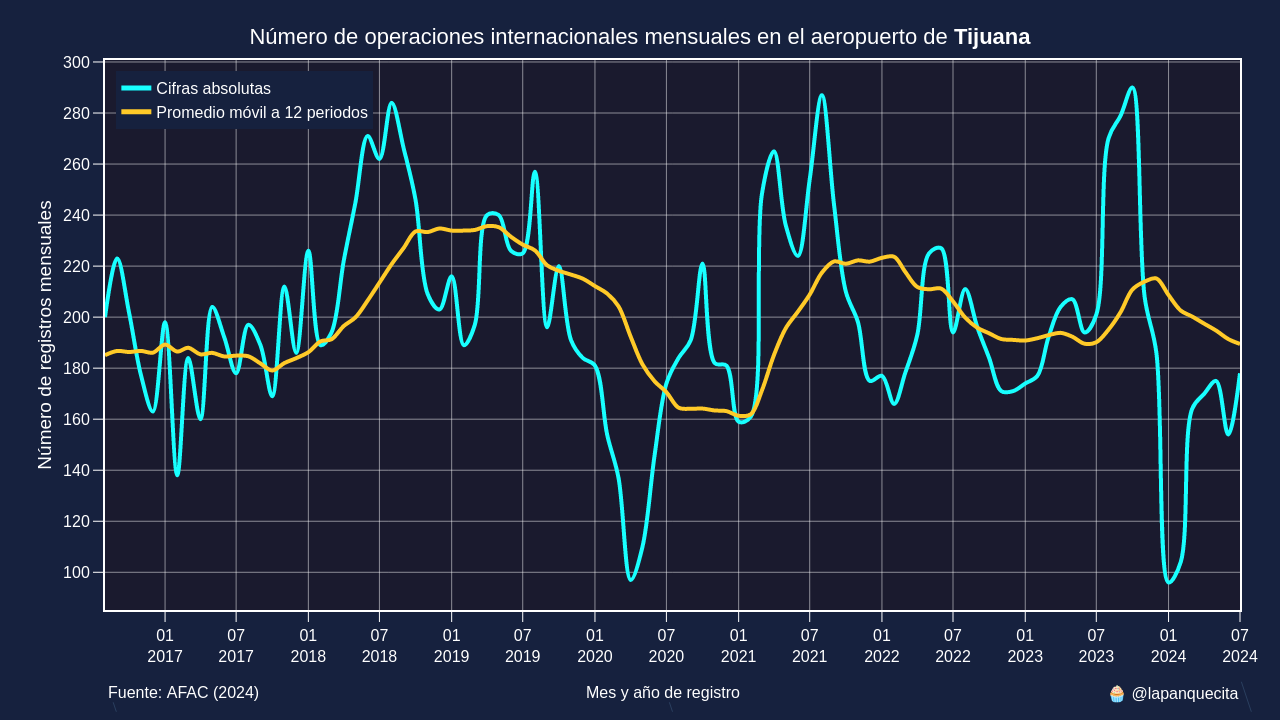 Número de operaciones internacionales mensuales en el aeropuerto de Tijuana
Cifras absolutas
Promedio móvil a 12 periodos
Número de registros mensuales
300
280
260
240
220
200
180
160
140
120
100
01 07 01 07 01 07 01 07 01 07 01 07 01 07 01 07
2017 2017 2018 2018 2019 2019 2020 2020 2021 2021 2022 2022 2023 2023 2024 2024
Fuente: AFAC (2024)
Mes y año de registro
🧁 @lapanquecita